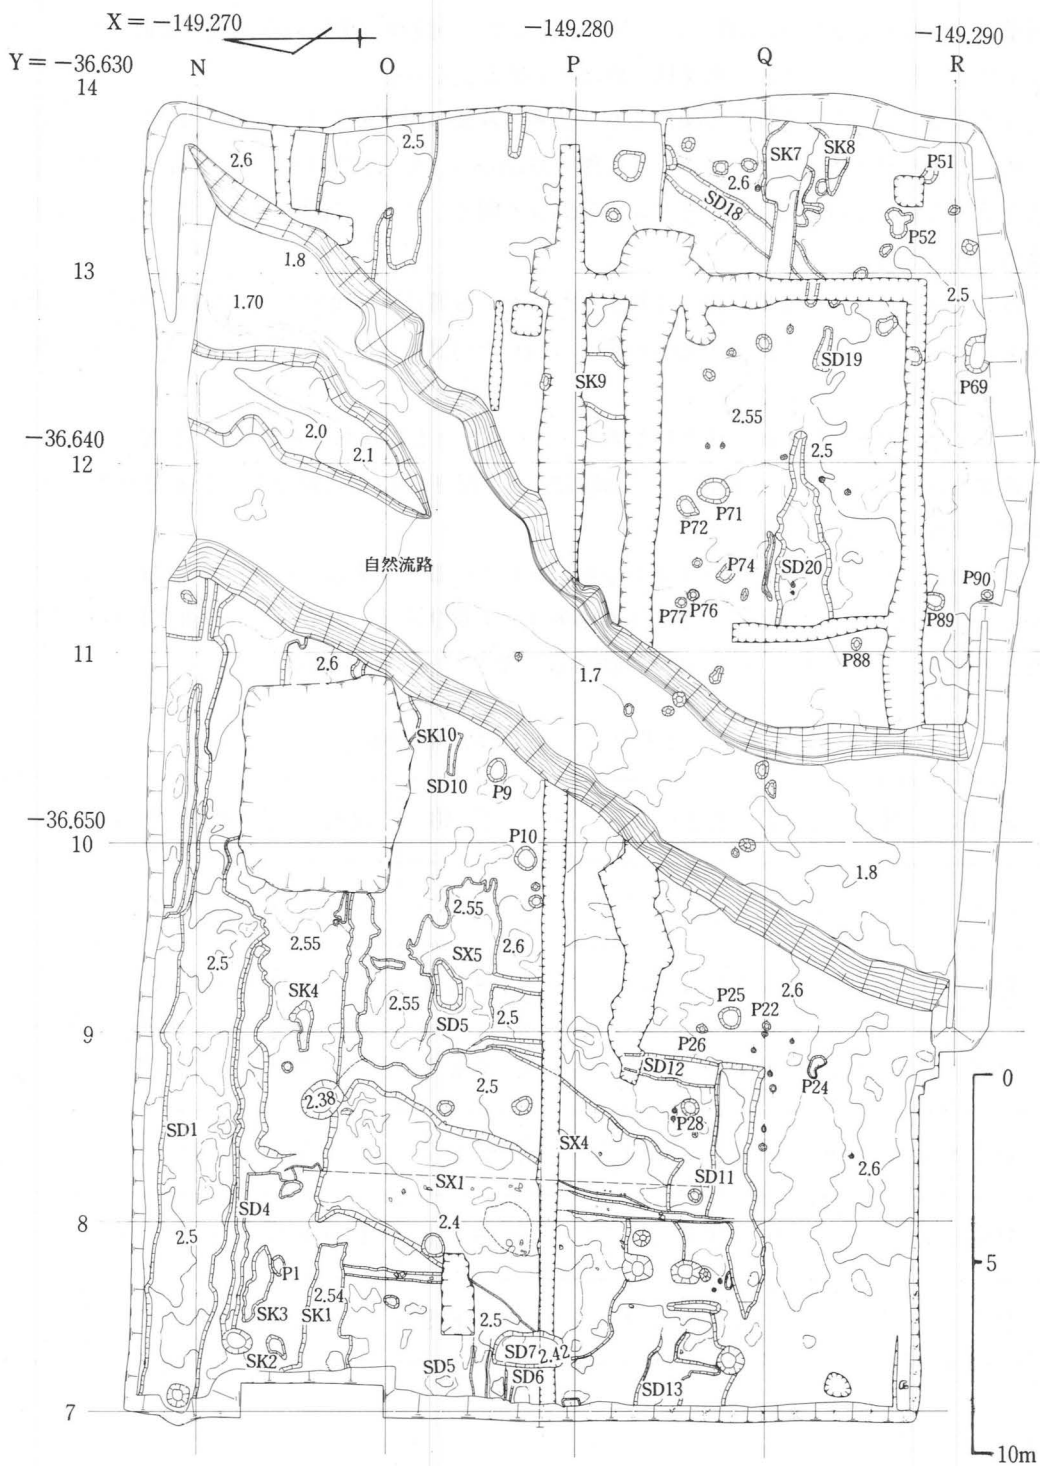 X = −149.270
−149.280
−149.290
Y = −36.630
N
O
P
Q
R
14
2.6
2.5
2.6
SK7
SK8
P51
SD18
P52
1.8
13
1.70
2.5
SK9
SD19
P69
2.55
−36.640
2.0
12
2.1
2.5
P72
P71
自然流路
P74
SD20
P77
P76
P90
P89
P88
11
2.6
1.7
SK10
SD10
P9
−36.650
10
P10
1.8
2.55
2.55
2.5
SX5
2.6
2.6
SK4
2.55
P25
P22
SD5
2.5
9
P26
SD12
P24
0
2.5
2.38
P28
SD1
SX4
2.6
SX1
SD11
SD4
2.4
8
2.5
P1
5
2.54
SK3
SK1
2.5
SD7
2.42
SK2
SD5
SD6
SD13
7
10m